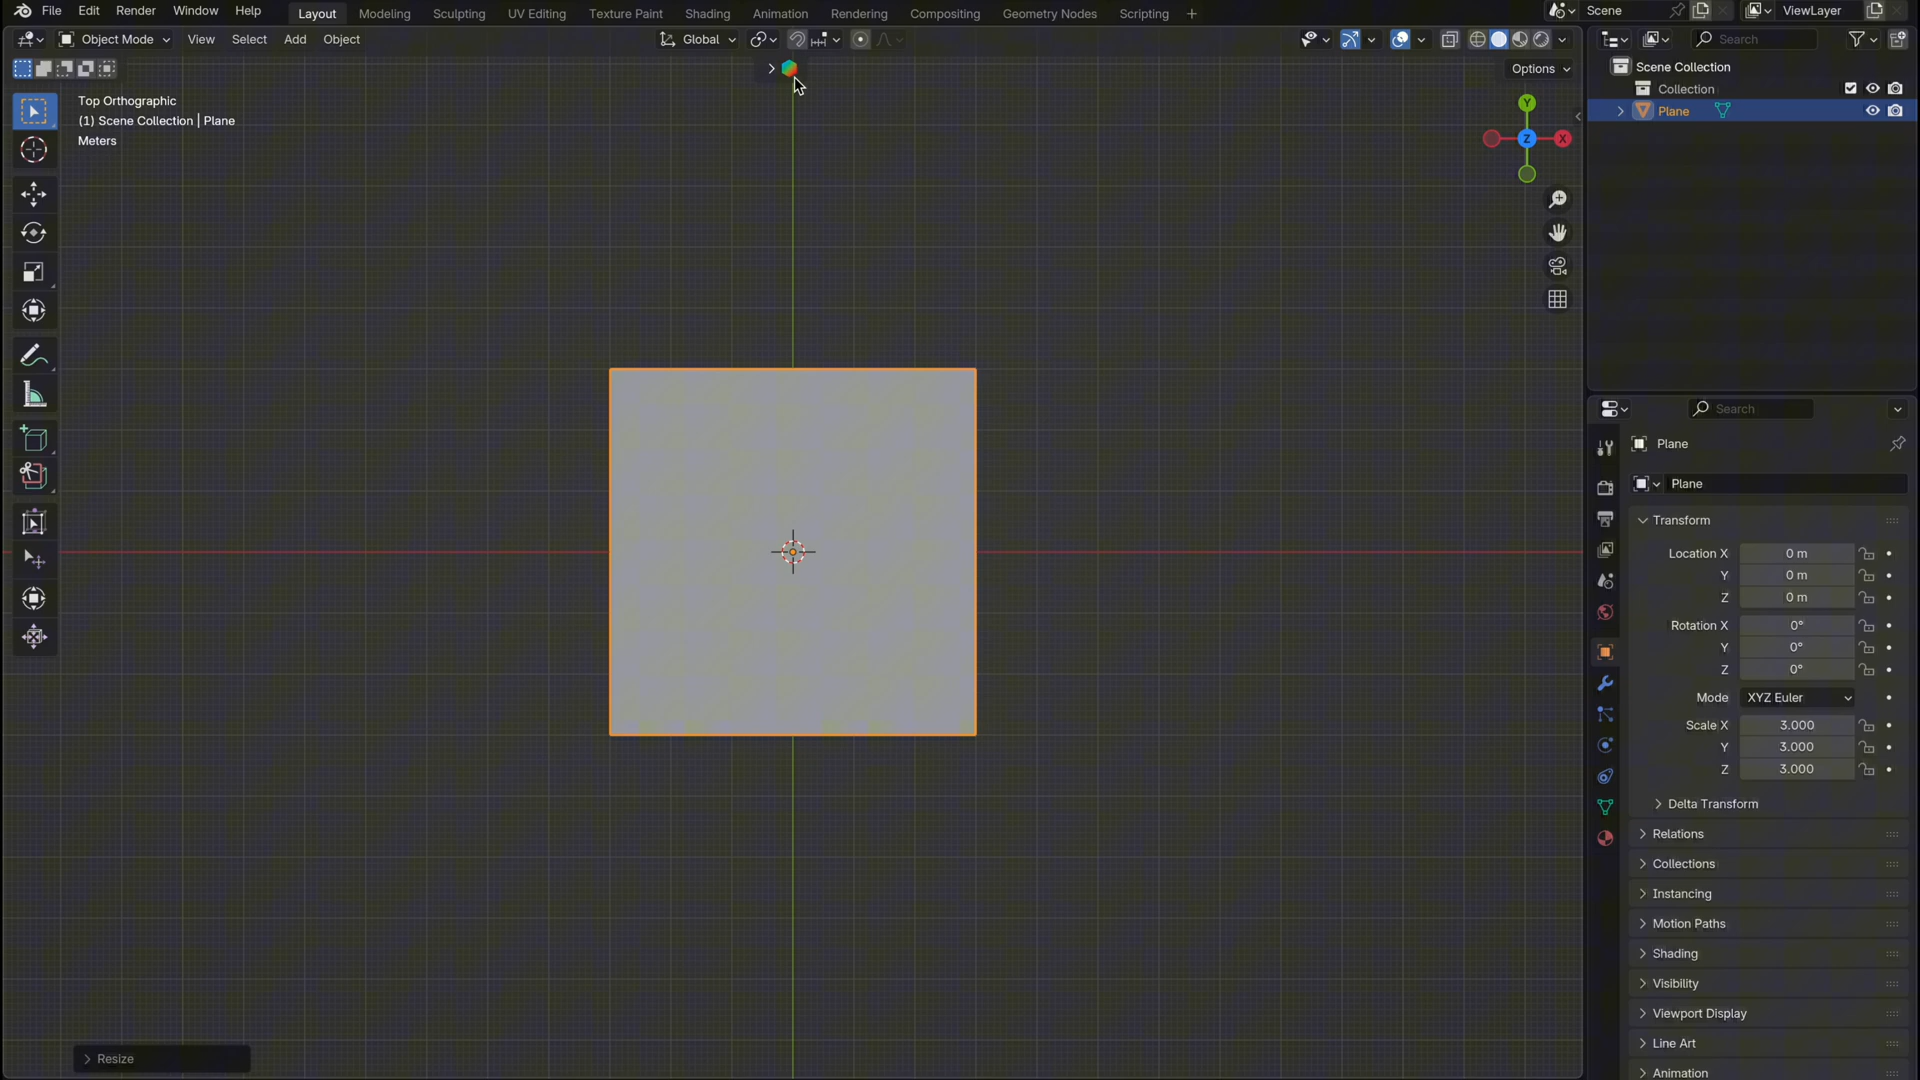 File Edit Render Window Help Layout Modeling Sculpting UV Editing Texture Paint Shading Animation Rendering Compositing Geometry Nodes Scripting + Scene ViewLayer
Object Mode View Select Add Object Global Search
Options
Scene Collection
Collection
Plane
Top Orthographic
(1) Scene Collection | Plane
Meters
Y
Z
X
Search
Plane
Plane
Transform
Location X 0 m
Y 0 m
Z 0 m
Rotation X 0°
Y 0°
Z 0°
Mode XYZ Euler
Scale X 3.000
Y 3.000
Z 3.000
Delta Transform
Relations
Collections
Instancing
Motion Paths
Shading
Visibility
Viewport Display
Line Art
Animation
Resize